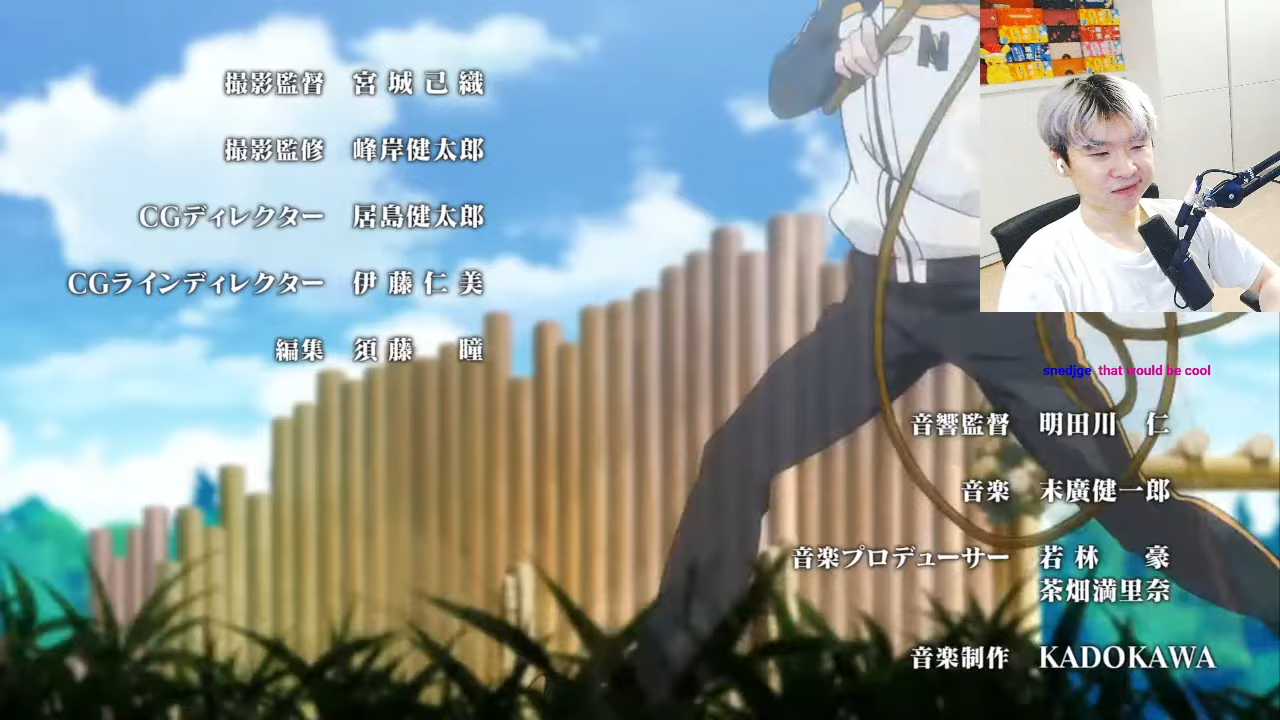 撮影監督 宮城己織
撮影監修 峰岸健太郎
CGディレクター 居島健太郎
CGラインディレクター 伊藤仁美
編集 須藤 瞳
N
snedjge that would be cool
音響監督 明田川 仁
音楽 末廣健一郎
音楽プロデューサー 若林 豪
茶畑満里奈
音楽制作 KADOKAWA